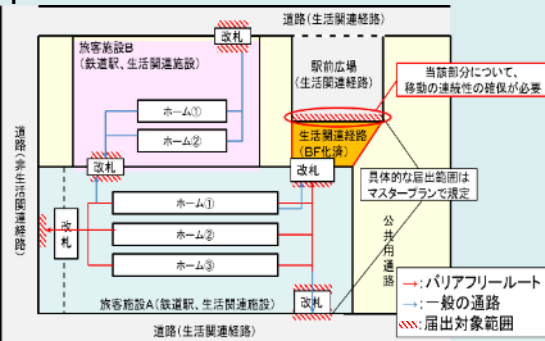 道路(生活関連経路)
改札
旅客施設B
(鉄道駅、生活関連施設)
駅前広場
(生活関連経路)
当該部分について、
移動の連続性の確保が必要
ホーム①
ホーム②
生活関連経路
(BF化済)
道路(非生活関連経路)
改札
改札
具体的な届出範囲は
マスタープランで規定
ホーム①
改札
ホーム②
ホーム③
公共用通路
→:バリアフリールート
→:一般の通路
:届出対象範囲
旅客施設A(鉄道駅、生活関連施設)
改札
道路(生活関連経路)